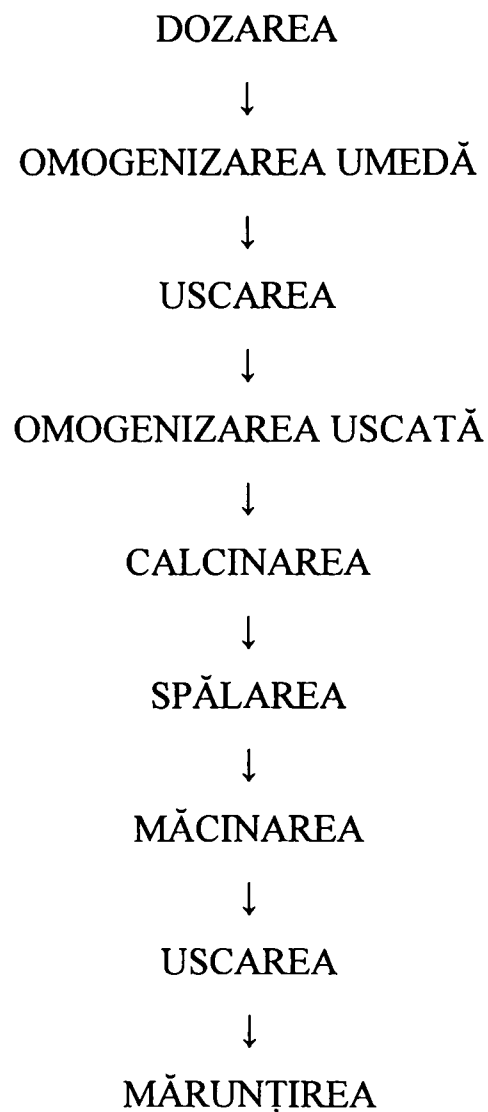 DOZAREA
↓
OMOGENIZAREA UMEDĂ
↓
USCAREA
↓
OMOGENIZAREA USCATĂ
↓
CALCINAREA
↓
SPĂLAREA
↓
MĂCINAREA
↓
USCAREA
↓
MĂRUNȚIREA